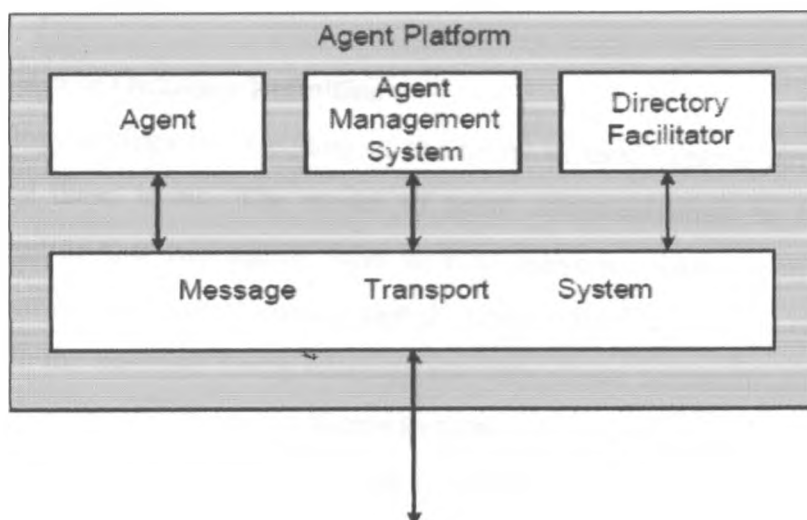 Agent Platform
Agent
Agent
Management
System
Directory
Facilitator
Message Transport System